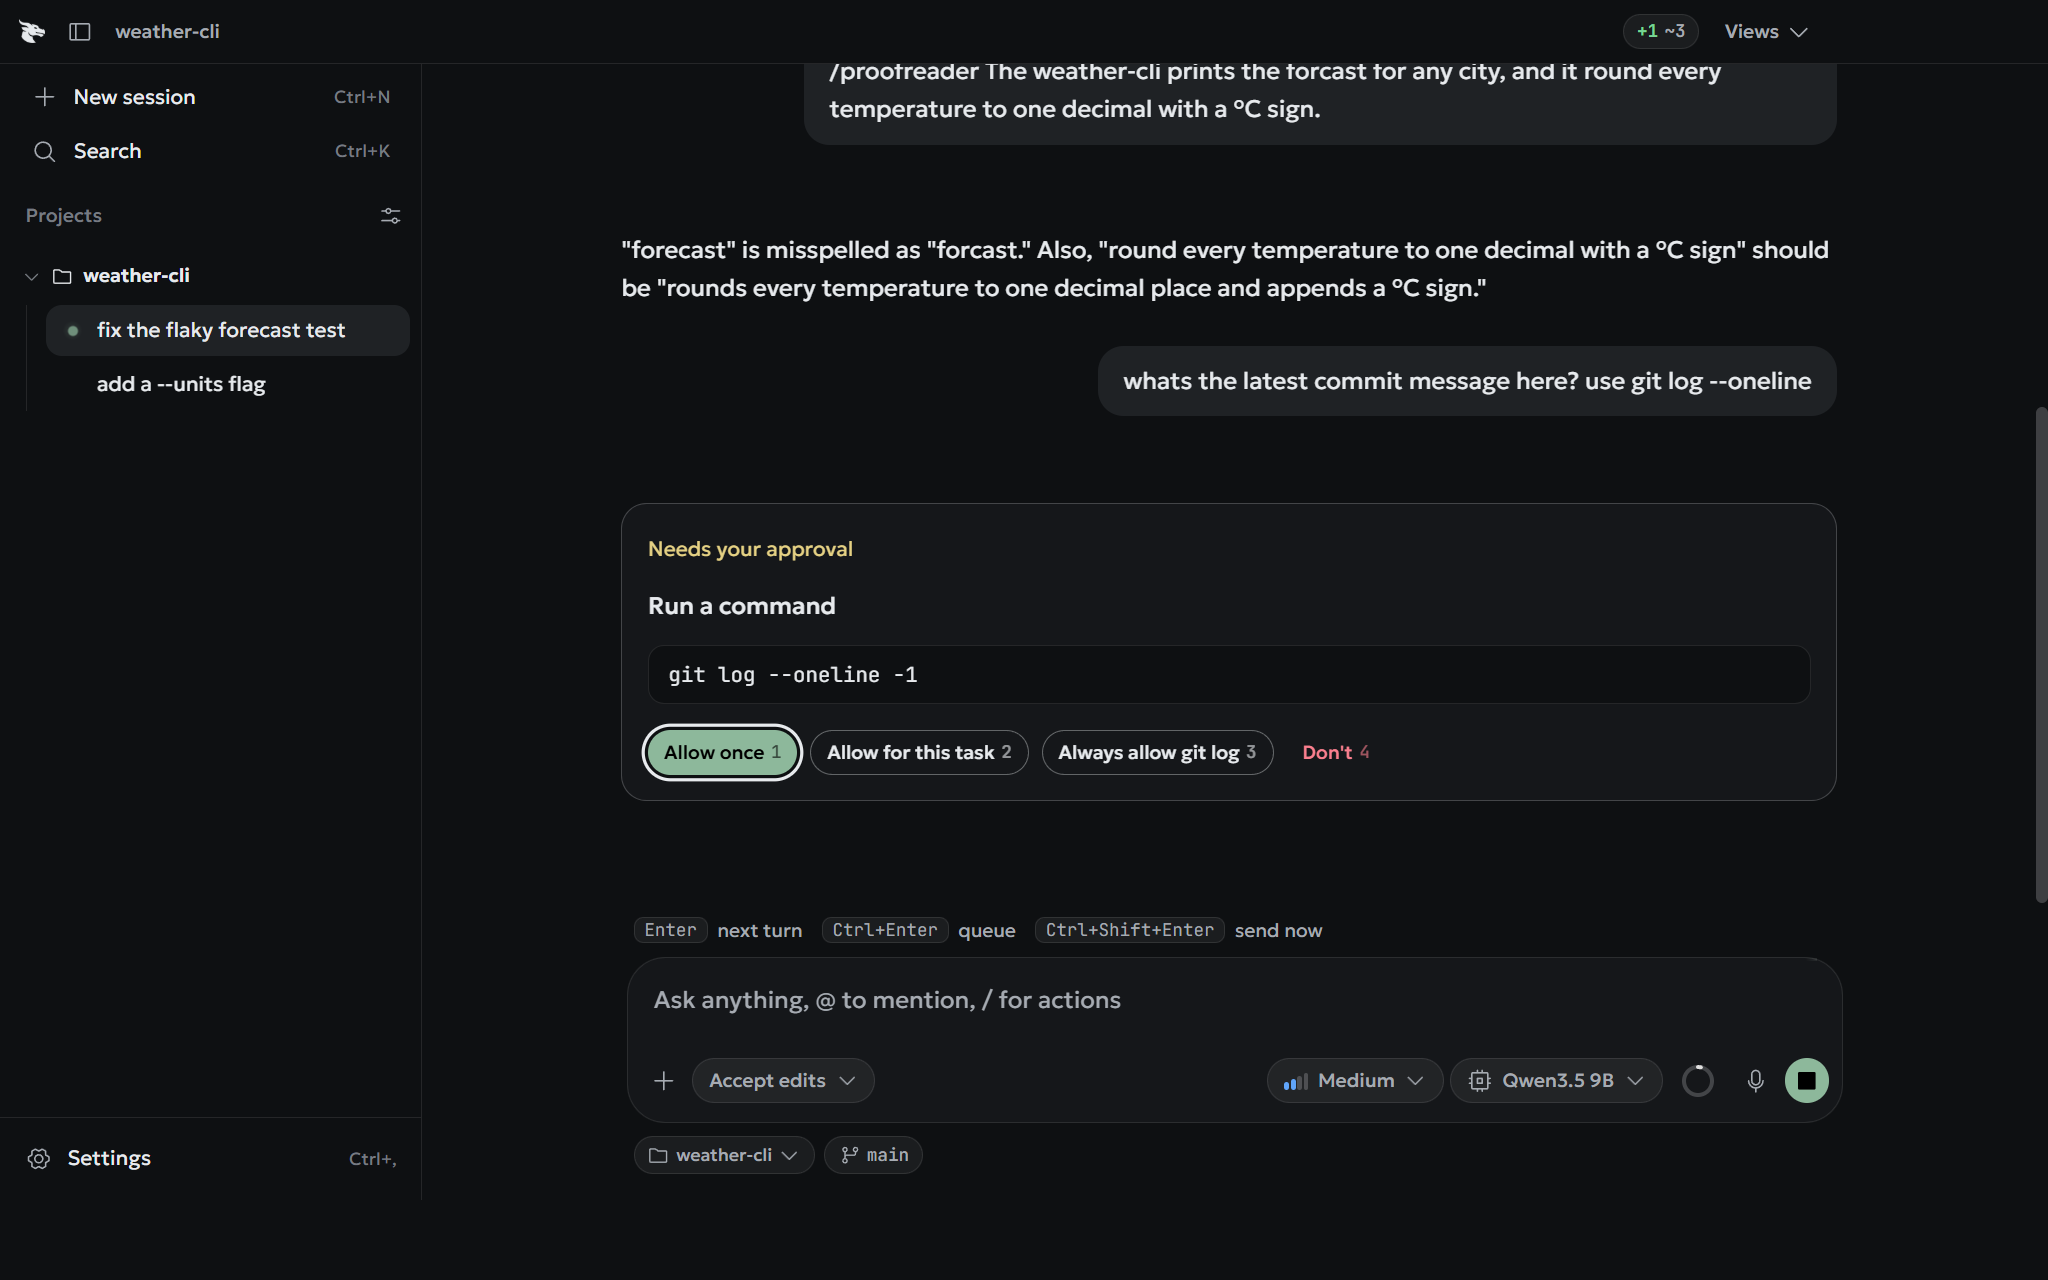 weather-cli
+1 ~3
Views
New session Ctrl+N
Search Ctrl+K
Projects
weather-cli
fix the flaky forecast test
add a --units flag
/proofreader The weather-cli prints the forcast for any city, and it round every
temperature to one decimal with a °C sign.
"forecast" is misspelled as "forcast." Also, "round every temperature to one decimal with a °C sign" should
be "rounds every temperature to one decimal place and appends a °C sign."
whats the latest commit message here? use git log --oneline
Needs your approval
Run a command
git log --oneline -1
Allow once 1
Allow for this task 2
Always allow git log 3
Don't 4
Enter next turn Ctrl+Enter queue Ctrl+Shift+Enter send now
Ask anything, @ to mention, / for actions
Accept edits
Medium
Qwen3.5 9B
weather-cli
main
Settings Ctrl+,